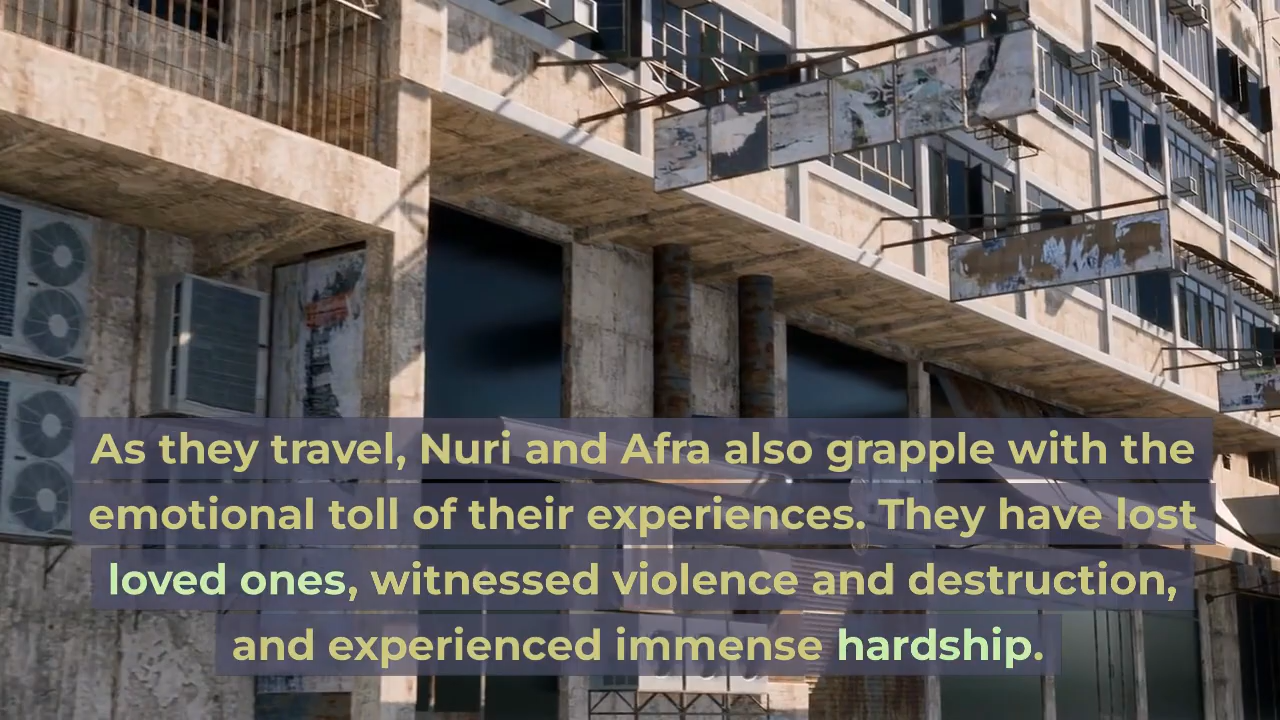 As they travel, Nuri and Afra also grapple with the
emotional toll of their experiences. They have lost
loved ones, witnessed violence and destruction,
and experienced immense hardship.